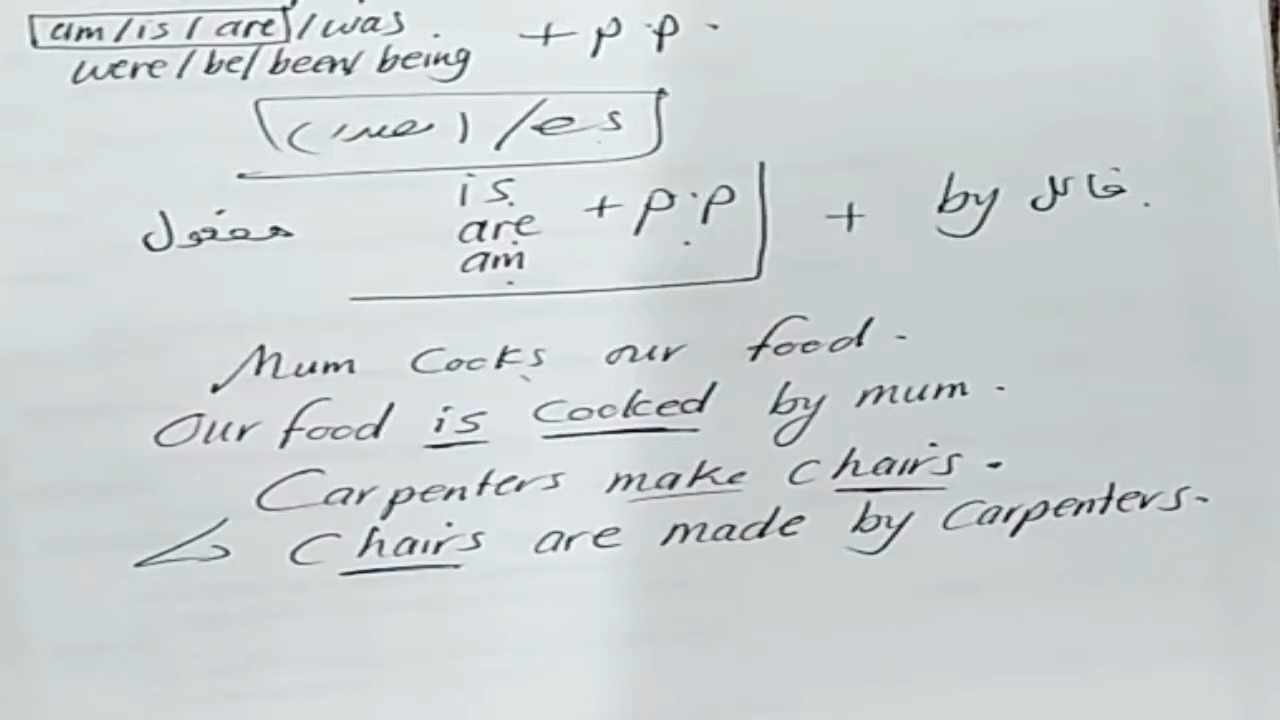 am/is/are/was
were/be/been/being + p.p.
(مصدر) /es
مفعول is. are am + p.p + by فاعل.
Mum Cooks our food.
Our food is Cooked by mum.
Carpenters make chairs.
Chairs are made by Carpenters.